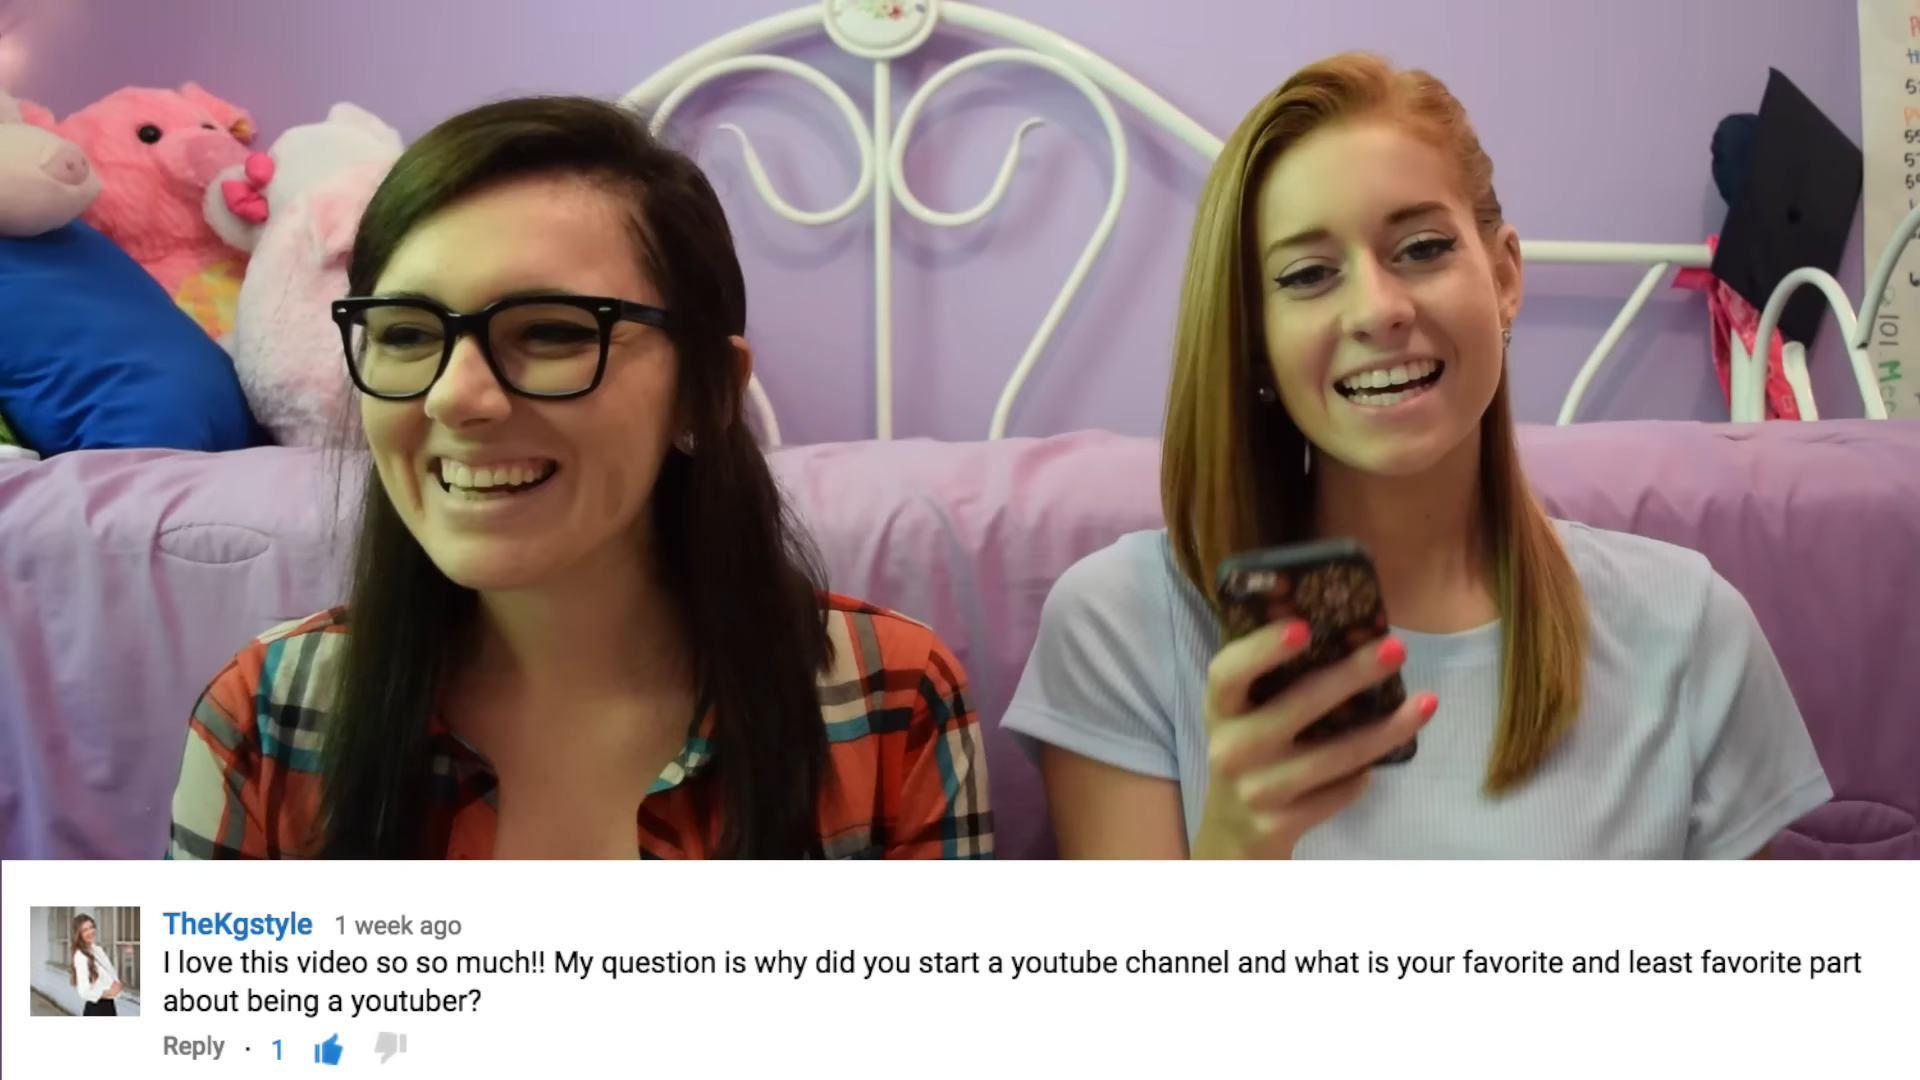 TheKgstyle 1 week ago
I love this video so so much!! My question is why did you start a youtube channel and what is your favorite and least favorite part
about being a youtuber?
Reply · 1